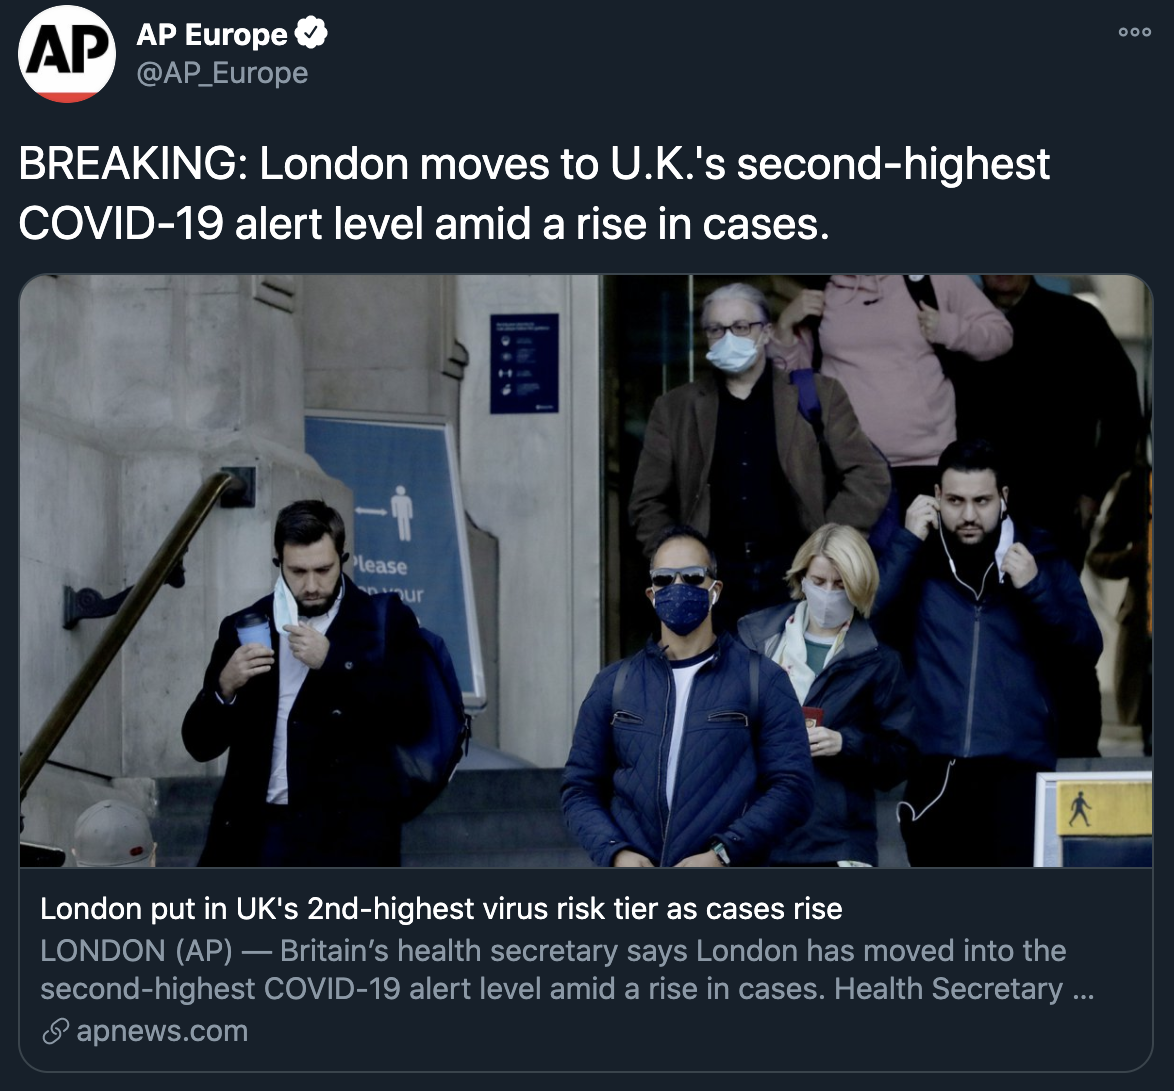 AP
AP Europe
@AP_Europe
BREAKING: London moves to U.K.'s second-highest
COVID-19 alert level amid a rise in cases.
Please
your
London put in UK's 2nd-highest virus risk tier as cases rise
LONDON (AP) — Britain’s health secretary says London has moved into the
second-highest COVID-19 alert level amid a rise in cases. Health Secretary ...
apnews.com